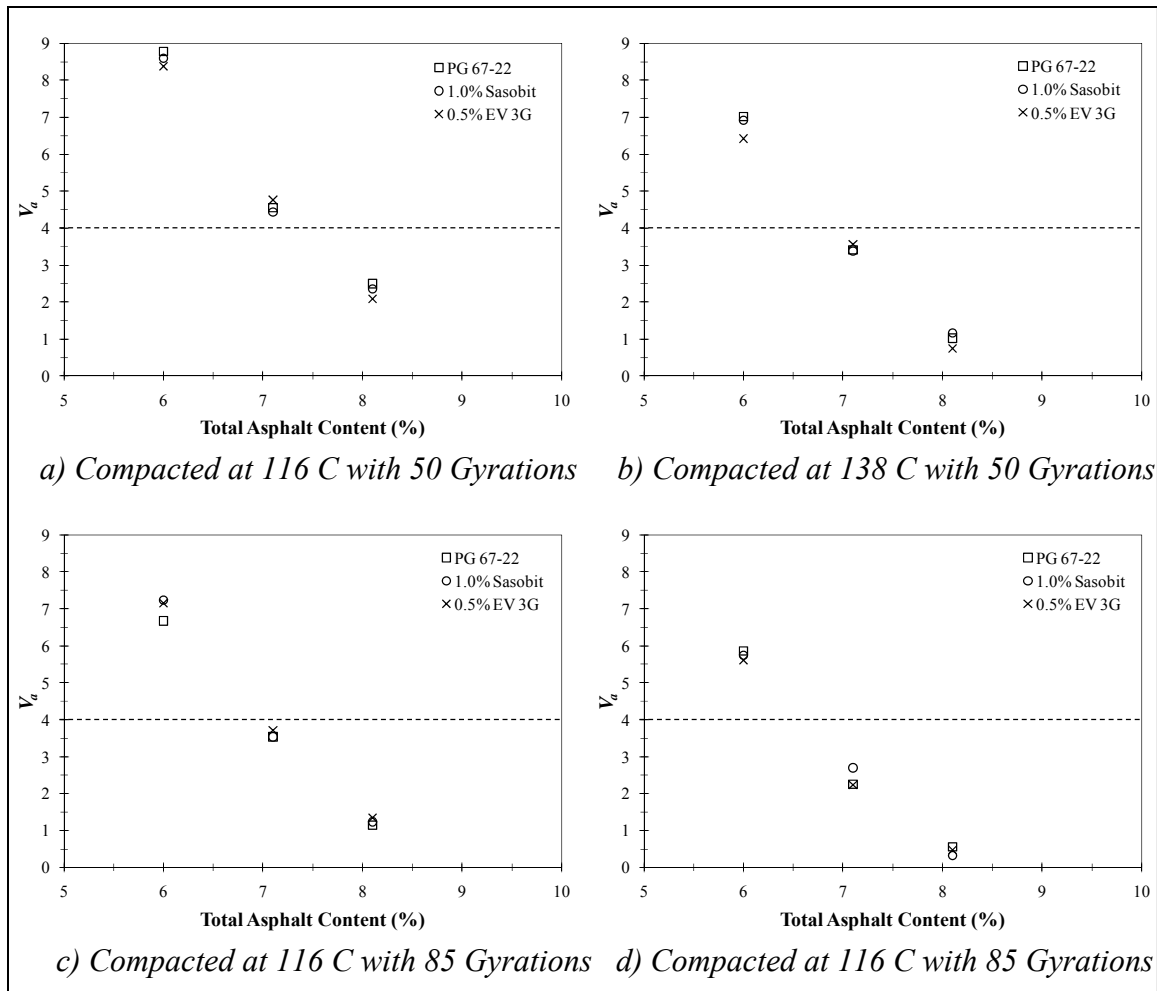 9
8
7
6
5
4
3
2
1
0
V_a
PG 67-22
1.0% Sasobit
0.5% EV 3G
5 6 7 8 9 10
Total Asphalt Content (%)
a) Compacted at 116 C with 50 Gyrations
9
8
7
6
5
4
3
2
1
0
V_a
PG 67-22
1.0% Sasobit
0.5% EV 3G
5 6 7 8 9 10
Total Asphalt Content (%)
b) Compacted at 138 C with 50 Gyrations
9
8
7
6
5
4
3
2
1
0
V_a
PG 67-22
1.0% Sasobit
0.5% EV 3G
5 6 7 8 9 10
Total Asphalt Content (%)
c) Compacted at 116 C with 85 Gyrations
9
8
7
6
5
4
3
2
1
0
V_a
PG 67-22
1.0% Sasobit
0.5% EV 3G
5 6 7 8 9 10
Total Asphalt Content (%)
d) Compacted at 116 C with 85 Gyrations